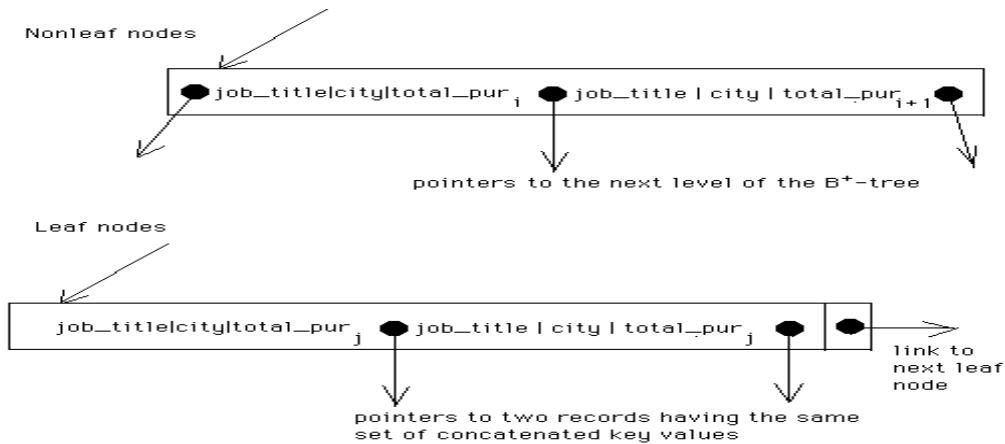 Nonleaf nodes
job_title|city|total_pur i job_title | city | total_pur i+1
pointers to the next level of the B+-tree
Leaf nodes
job_title|city|total_pur j job_title | city | total_pur j
link to
next leaf
node
pointers to two records having the same
set of concatenated key values